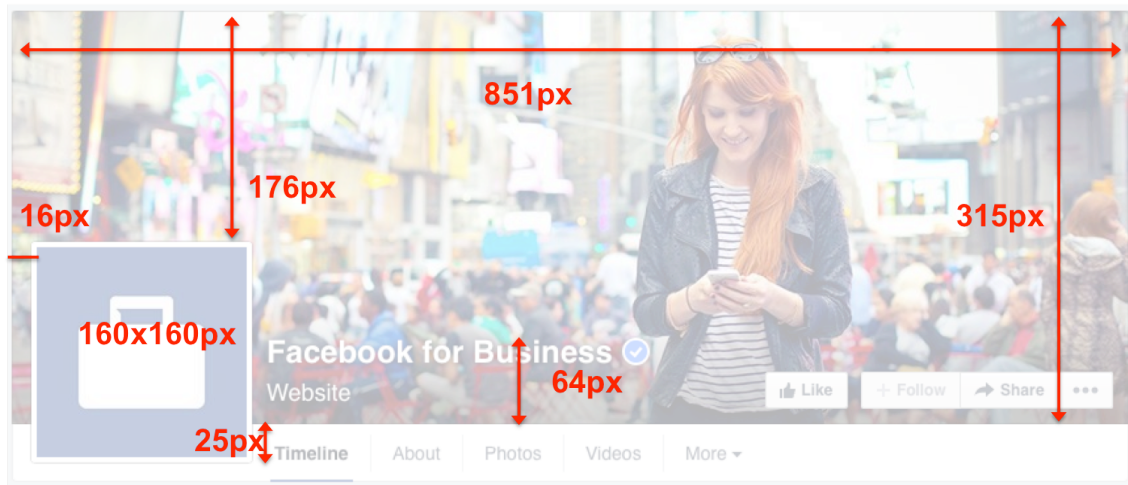 851px
176px
16px
315px
160x160px
Facebook for Business
64px
Website
Like
+ Follow
Share
•••
25px
Timeline
About
Photos
Videos
More